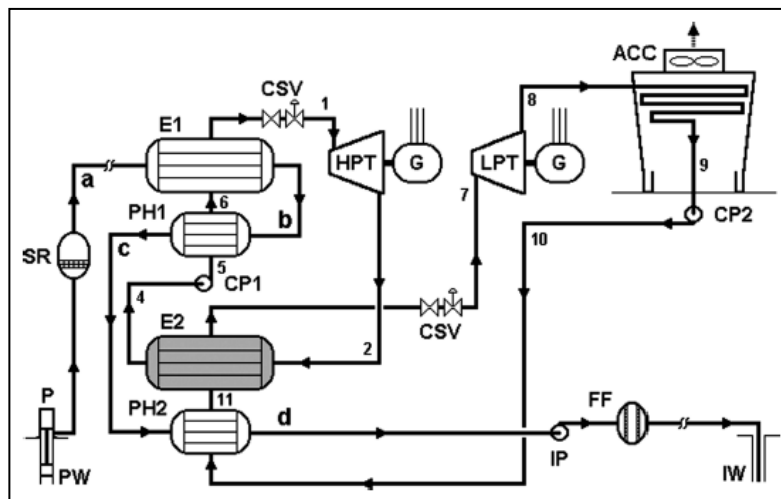 ACC
8
CSV
1
E1
HPT
G
LPT
G
a
7
9
6
PH1
b
c
CP2
SR
5
10
4
CP1
E2
CSV
2
P
PH2
11
d
FF
PW
IP
IW